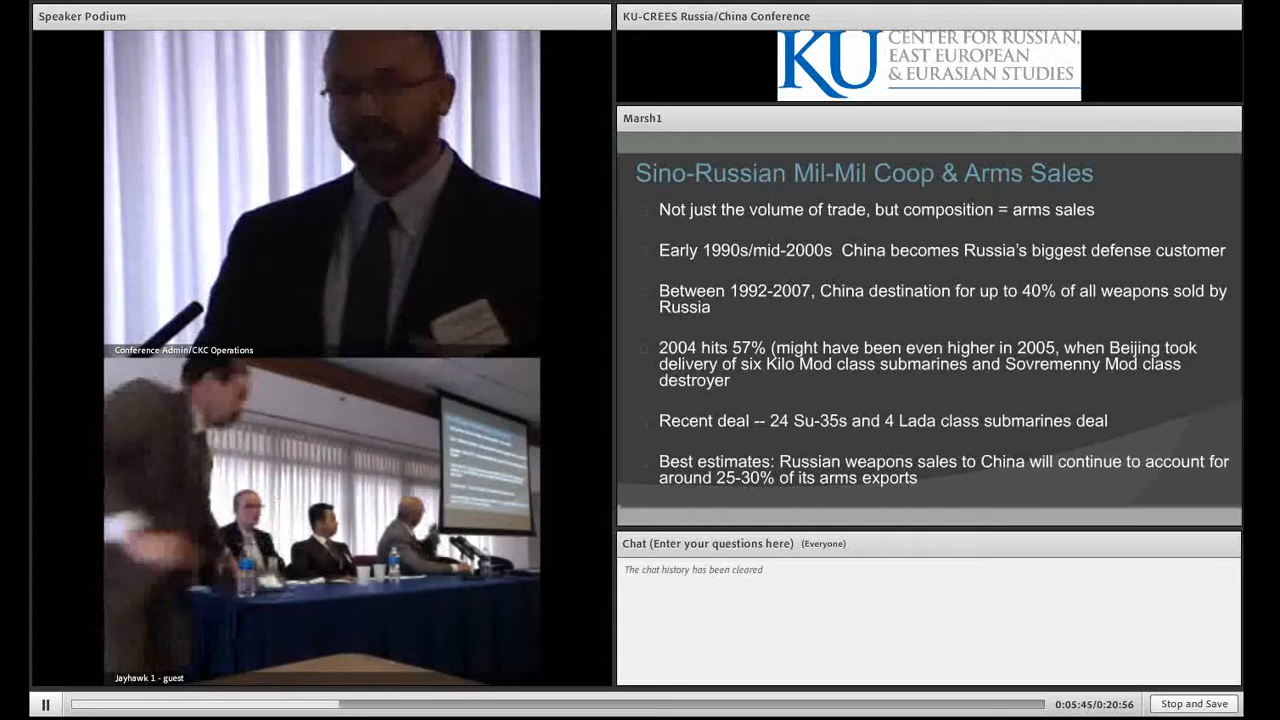 Speaker Podium
Conference Admin/CKC Operations
Jayhawk 1 - guest
KU-CREES Russia/China Conference
KU
CENTER FOR RUSSIAN,
EAST EUROPEAN
& EURASIAN STUDIES
Marsh1
Sino-Russian Mil-Mil Coop & Arms Sales
Not just the volume of trade, but composition = arms sales
Early 1990s/mid-2000s  China becomes Russia's biggest defense customer
Between 1992-2007, China destination for up to 40% of all weapons sold by
Russia
2004 hits 57% (might have been even higher in 2005, when Beijing took
delivery of six Kilo Mod class submarines and Sovremenny Mod class
destroyer
Recent deal -- 24 Su-35s and 4 Lada class submarines deal
Best estimates: Russian weapons sales to China will continue to account for
around 25-30% of its arms exports
Chat (Enter your questions here) (Everyone)
The chat history has been cleared
0:05:45/0:20:56
Stop and Save